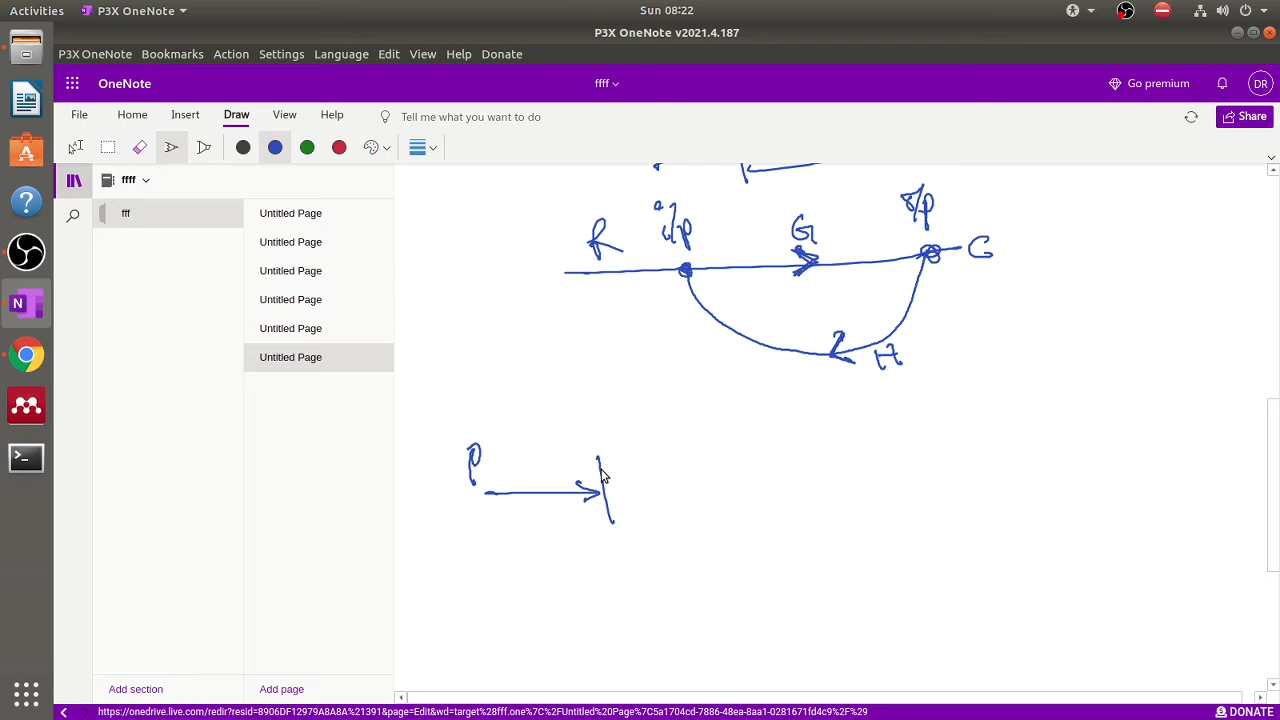 Activities P3X OneNote Sun 08:22
P3X OneNote v2021.4.187
P3X OneNote Bookmarks Action Settings Language Edit View Help Donate
OneNote ffff Go premium DR
File Home Insert Draw View Help Tell me what you want to do Share
ffff
fff
Untitled Page
Untitled Page
Untitled Page
Untitled Page
Untitled Page
Untitled Page
R i/p G o/p C
H
P
Add section Add page
https://onedrive.live.com/redir?resid=8906DF12979A8A8A%21391&page=Edit&wd=target%28fff.one%7C%2FUntitled%20Page%7C5a1704cd-7886-48ea-8aa1-0281671fd4c9%2F%29 DONATE